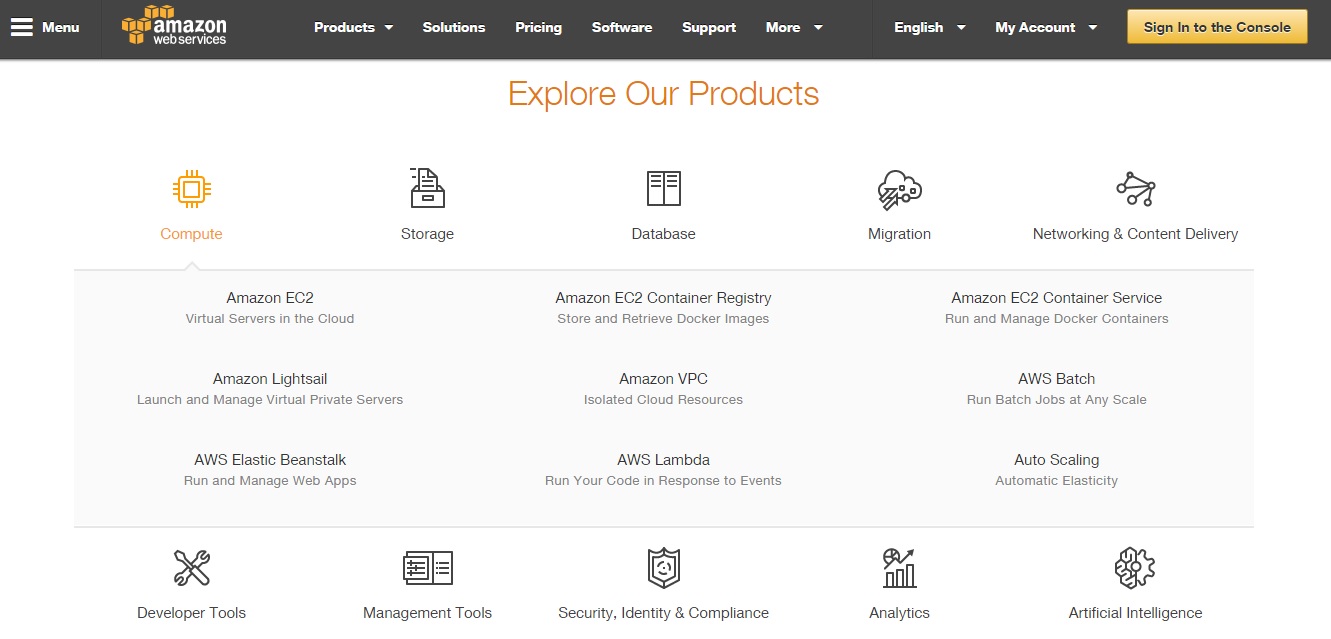 Menu
amazon
web services
Products
Solutions
Pricing
Software
Support
More
English
My Account
Sign In to the Console
Explore Our Products
Compute
Storage
Database
Migration
Networking & Content Delivery
Amazon EC2
Virtual Servers in the Cloud
Amazon EC2 Container Registry
Store and Retrieve Docker Images
Amazon EC2 Container Service
Run and Manage Docker Containers
Amazon Lightsail
Launch and Manage Virtual Private Servers
Amazon VPC
Isolated Cloud Resources
AWS Batch
Run Batch Jobs at Any Scale
AWS Elastic Beanstalk
Run and Manage Web Apps
AWS Lambda
Run Your Code in Response to Events
Auto Scaling
Automatic Elasticity
Developer Tools
Management Tools
Security, Identity & Compliance
Analytics
Artificial Intelligence